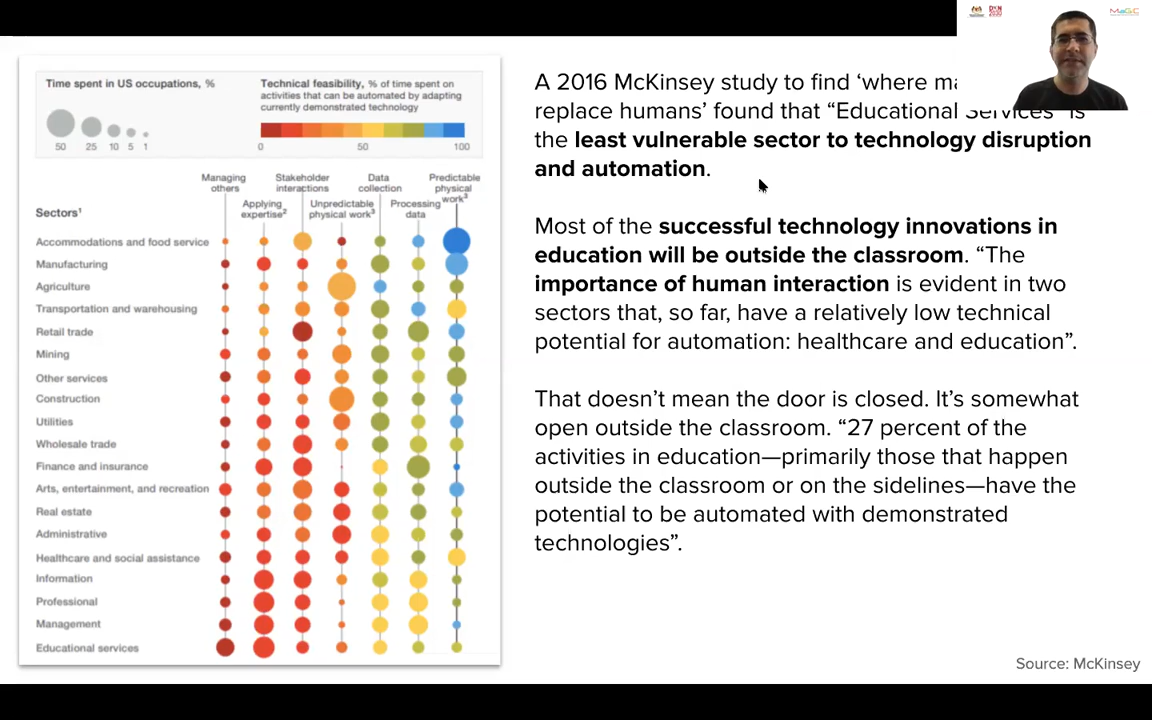 MaGIC
Time spent in US occupations, %
50 25 10 5 1
Technical feasibility, % of time spent on
activities that can be automated by adapting
currently demonstrated technology
0 50 100
Managing
others
Applying
expertise²
Stakeholder
interactions
Unpredictable
physical work³
Data
collection
Processing
data
Predictable
physical
work³
Sectors¹
Accommodations and food service
Manufacturing
Agriculture
Transportation and warehousing
Retail trade
Mining
Other services
Construction
Utilities
Wholesale trade
Finance and insurance
Arts, entertainment, and recreation
Real estate
Administrative
Healthcare and social assistance
Information
Professional
Management
Educational services
A 2016 McKinsey study to find ‘where
replace humans’ found that “Educational Services” is
the least vulnerable sector to technology disruption
and automation.
Most of the successful technology innovations in
education will be outside the classroom. “The
importance of human interaction is evident in two
sectors that, so far, have a relatively low technical
potential for automation: healthcare and education”.
That doesn’t mean the door is closed. It’s somewhat
open outside the classroom. “27 percent of the
activities in education—primarily those that happen
outside the classroom or on the sidelines—have the
potential to be automated with demonstrated
technologies”.
Source: McKinsey